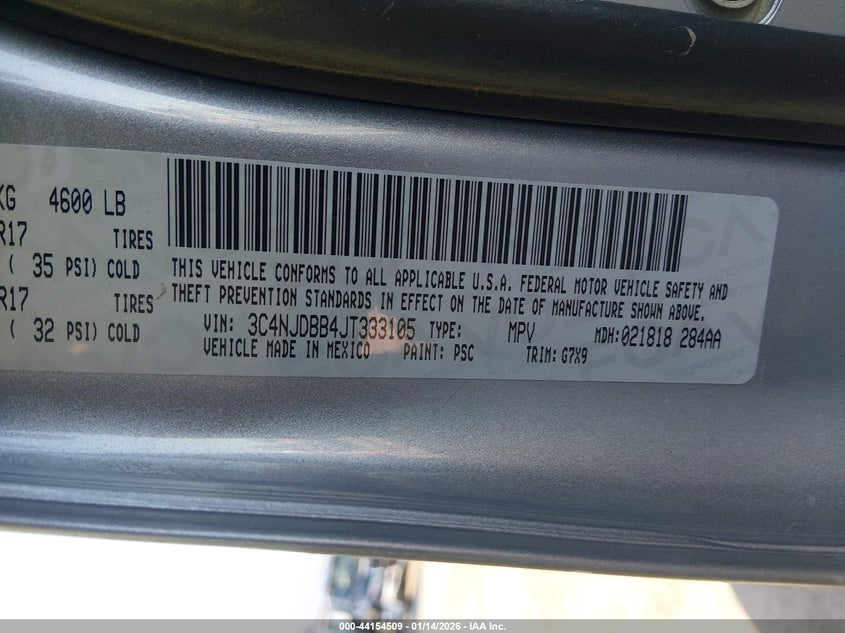 KG 4600 LB
R17 TIRES
( 35 PSI) COLD
R17 TIRES
( 32 PSI) COLD
THIS VEHICLE CONFORMS TO ALL APPLICABLE U.S.A. FEDERAL MOTOR VEHICLE SAFETY AND
THEFT PREVENTION STANDARDS IN EFFECT ON THE DATE OF MANUFACTURE SHOWN ABOVE.
VIN: 3C4NJDBB4JT333105 TYPE: MPV MDH:021818 284AA
VEHICLE MADE IN MEXICO PAINT: PSC TRIM: G7X9
000-44154509 - 01/14/2026 - IAA Inc.